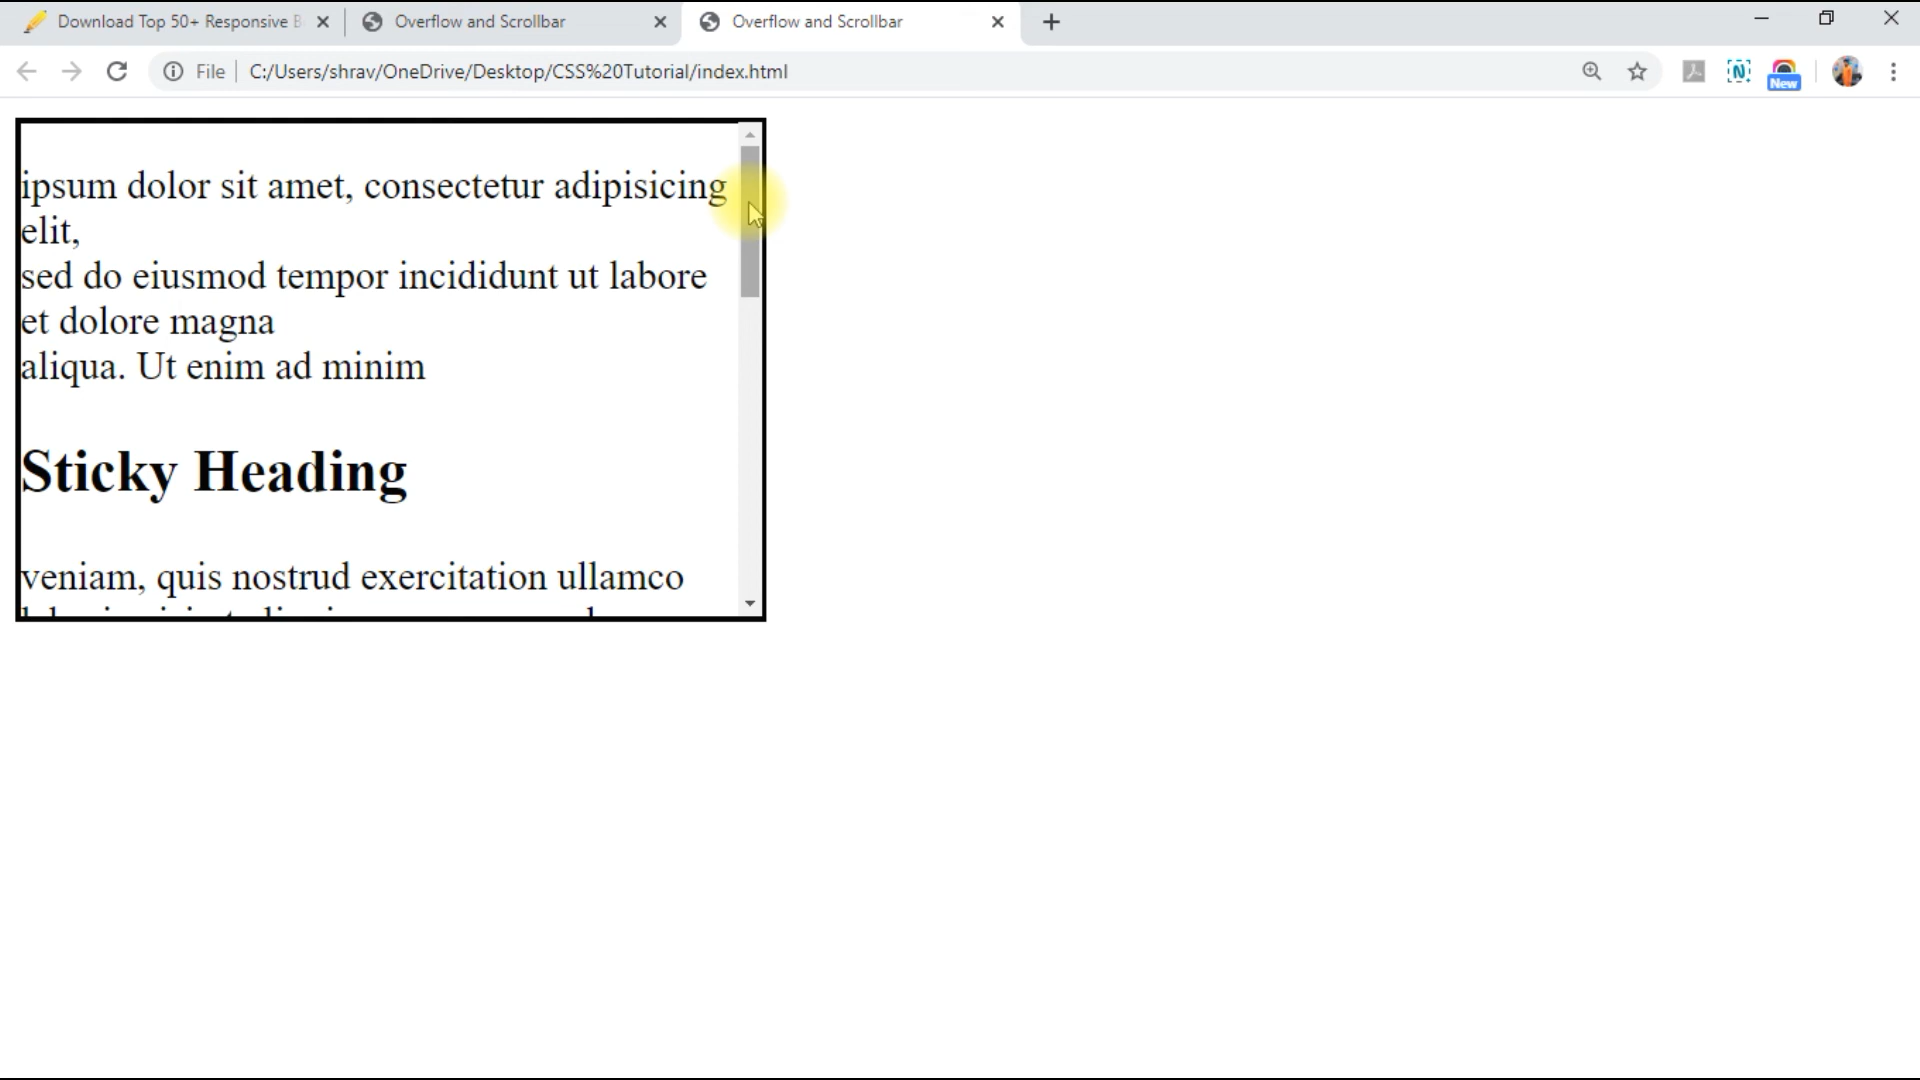 Download Top 50+ Responsive B
Overflow and Scrollbar
Overflow and Scrollbar
File
C:/Users/shrav/OneDrive/Desktop/CSS%20Tutorial/index.html
N
New
ipsum dolor sit amet, consectetur adipisicing
elit,
sed do eiusmod tempor incididunt ut labore
et dolore magna
aliqua. Ut enim ad minim
Sticky Heading
veniam, quis nostrud exercitation ullamco